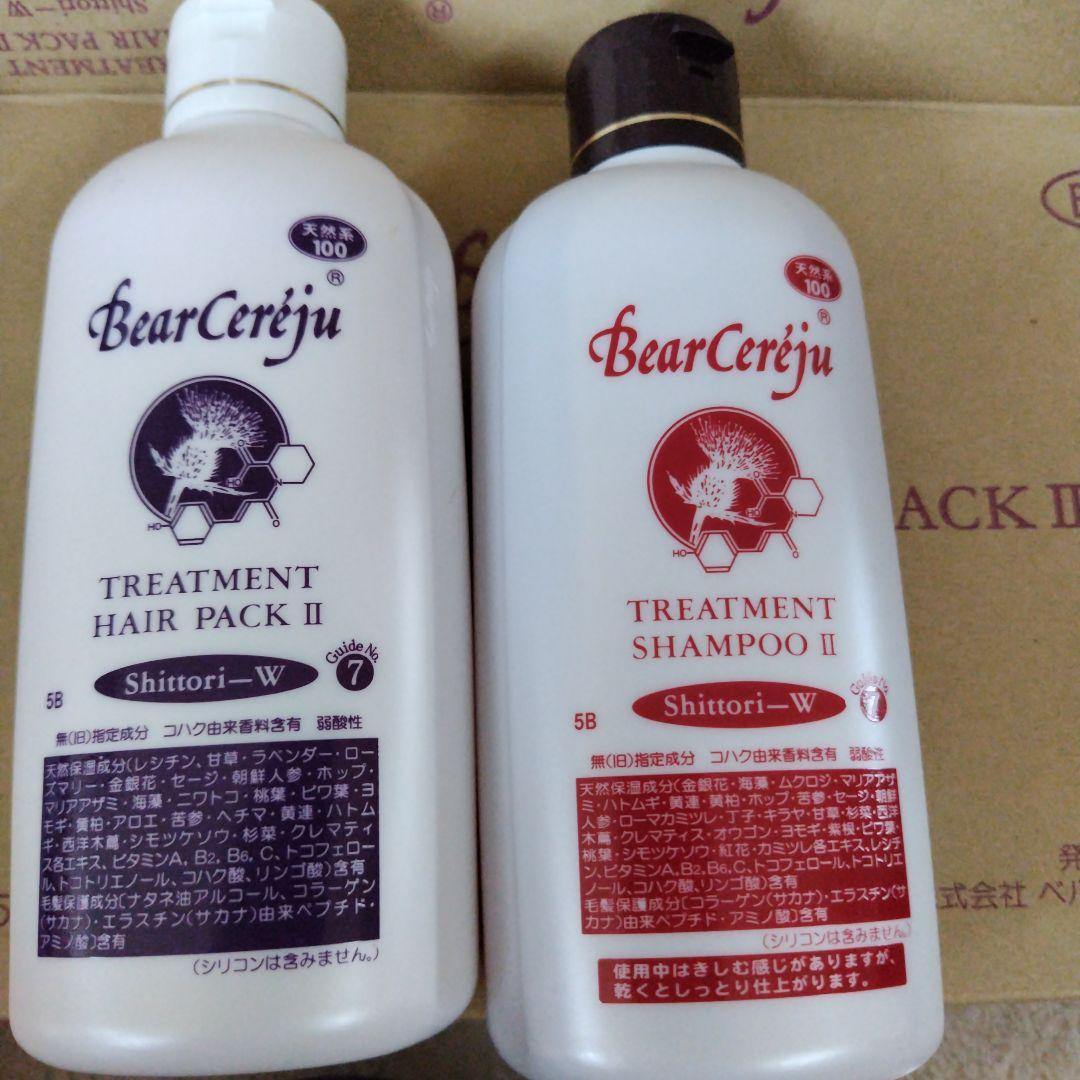 Shittori-W
HAIR PACK II
TREATMENT
®
天然系
100
BearCeréju®
HO
N
O
O
TREATMENT
HAIR PACK II
Guide No.
7
Shittori—W
5B
無(旧)指定成分 コハク由来香料含有 弱酸性
天然保湿成分(レシチン、甘草・ラベンダー・ロー
ズマリー・金銀花・セージ・朝鮮人参・ホップ・
マリアアザミ・海藻・ニワトコ・桃葉・ビワ葉・ヨ
モギ・黄柏・アロエ・苦参・ヘチマ・黄連・ハトム
ギ・西洋木蔦・シモツケソウ・杉菜・クレマティ
ス各エキス、ビタミンA、B2、B6、C、トコフェロー
ル、トコトリエノール、コハク酸、リンゴ酸)含有
毛髪保護成分〔ナタネ油アルコール、コラーゲン
(サカナ)・エラスチン(サカナ)由来ペプチド・
アミノ酸〕含有
(シリコンは含みません。)
天然系
100
BearCeréju®
HO
N
O
O
TREATMENT
SHAMPOO II
Guide No.
7
Shittori—W
5B
無(旧)指定成分 コハク由来香料含有 弱酸性
天然保湿成分(金銀花・海藻・ムクロジ・マリアアザ
ミ・ハトムギ・黄連・黄柏・ホップ・苦参・セージ・朝鮮
人参・ローマカミツレ・丁子・キラヤ・甘草・杉菜・西洋
木蔦・クレマティス・オウゴン・ヨモギ・紫根・ビワ葉・
桃葉・シモツケソウ・紅花・カミツレ各エキス、レシチ
ン、ビタミンA、B2、B6、C、トコフェロール、トコトリエ
ノール、コハク酸、リンゴ酸)含有
毛髪保護成分〔コラーゲン(サカナ)・エラスチン(サ
カナ)由来ペプチド・アミノ酸〕含有
(シリコンは含みません。)
使用中はきしむ感じがありますが、
乾くとしっとり仕上がります。
ACK II
発
式会社 ベル